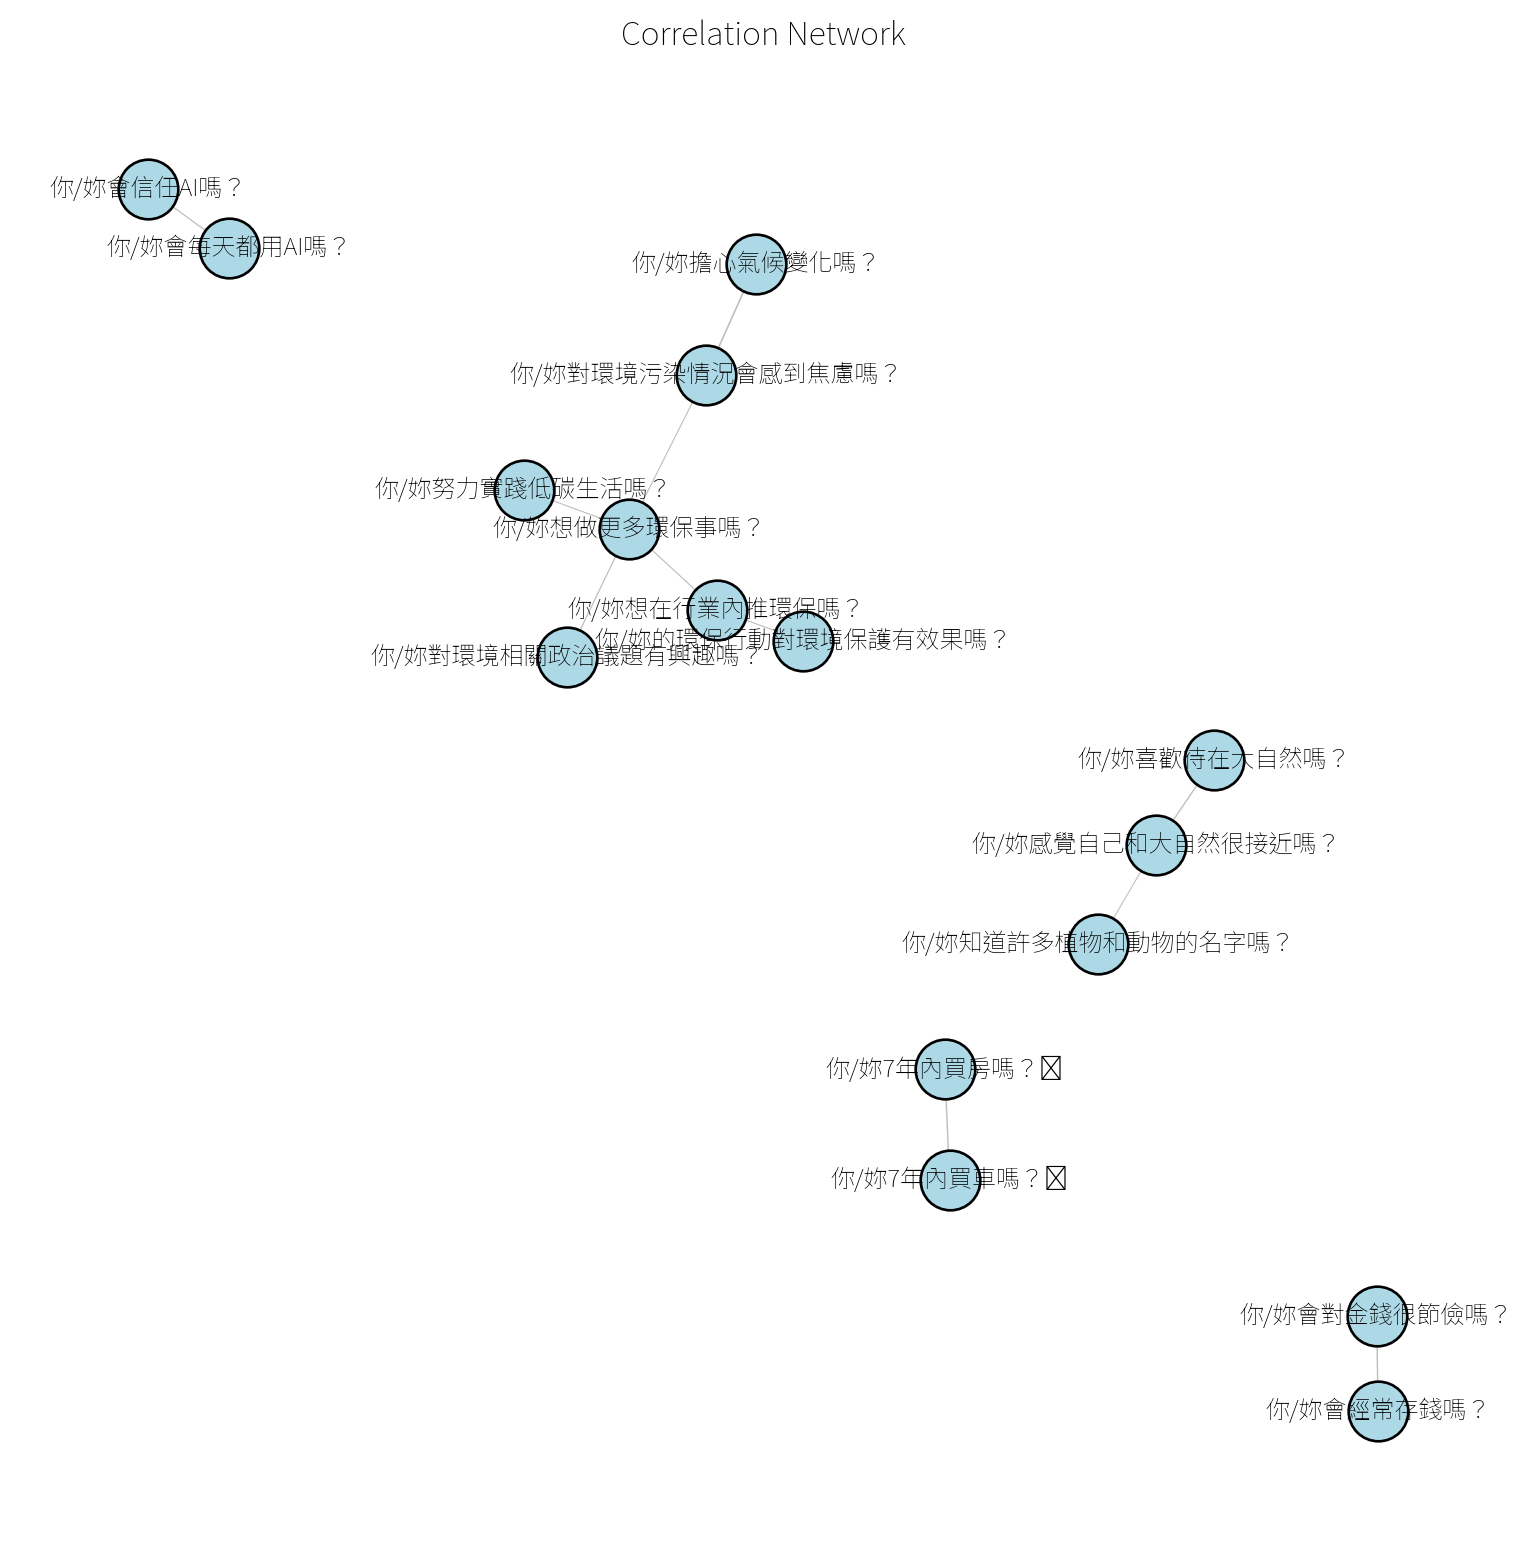 Correlation Network
你/妳會信任AI嗎？
你/妳會每天都用AI嗎？
你/妳擔心氣候變化嗎？
你/妳對環境污染情況會感到焦慮嗎？
你/妳努力實踐低碳生活嗎？
你/妳想做更多環保事嗎？
你/妳想在行業內推環保嗎？
你/妳的環保行動對環境保護有效果嗎？
你/妳對環境相關政治議題有興趣嗎？
你/妳喜歡待在大自然嗎？
你/妳感覺自己和大自然很接近嗎？
你/妳知道許多植物和動物的名字嗎？
你/妳7年內買房嗎？
你/妳7年內買車嗎？
你/妳會對金錢很節儉嗎？
你/妳會經常存錢嗎？